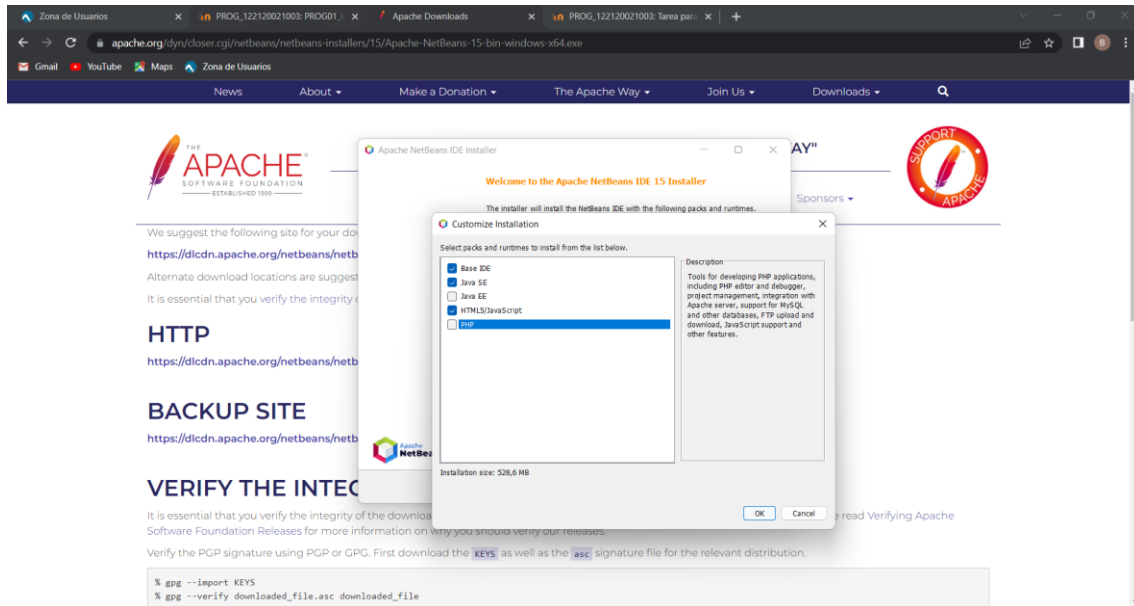 Zona de Usuarios
PROG_122120021003: PROG01_
Apache Downloads
PROG_122120021003: Tarea para
apache.org/dyn/closer.cgi/netbeans/netbeans-installers/15/Apache-NetBeans-15-bin-windows-x64.exe
B
Gmail YouTube Maps Zona de Usuarios
News About Make a Donation The Apache Way Join Us Downloads
THE
APACHE
SOFTWARE FOUNDATION
ESTABLISHED 1999
AY"
Sponsors
SUPPORT
APACHE
We suggest the following site for your do
https://dlcdn.apache.org/netbeans/netb
Alternate download locations are suggest
It is essential that you verify the integrity
HTTP
https://dlcdn.apache.org/netbeans/netb
BACKUP SITE
https://dlcdn.apache.org/netbeans/netb
VERIFY THE INTEG
It is essential that you verify the integrity of the downloa
read Verifying Apache
Software Foundation Releases for more information on why you should verify our releases.
Verify the PGP signature using PGP or GPG. First download the KEYS as well as the asc signature file for the relevant distribution.
% gpg --import KEYS
% gpg --verify downloaded_file.asc downloaded_file
Apache NetBeans IDE Installer
Welcome to the Apache NetBeans IDE 15 Installer
The installer will install the NetBeans IDE with the following packs and runtimes.
Apache
NetBea
Customize Installation
Select packs and runtimes to install from the list below.
Base IDE
Java SE
Java EE
HTML5/JavaScript
PHP
Description
Tools for developing PHP applications,
including PHP editor and debugger,
project management, integration with
Apache server, support for MySQL
and other databases, FTP upload and
download, JavaScript support and
other features.
Installation size: 528,6 MB
OK Cancel